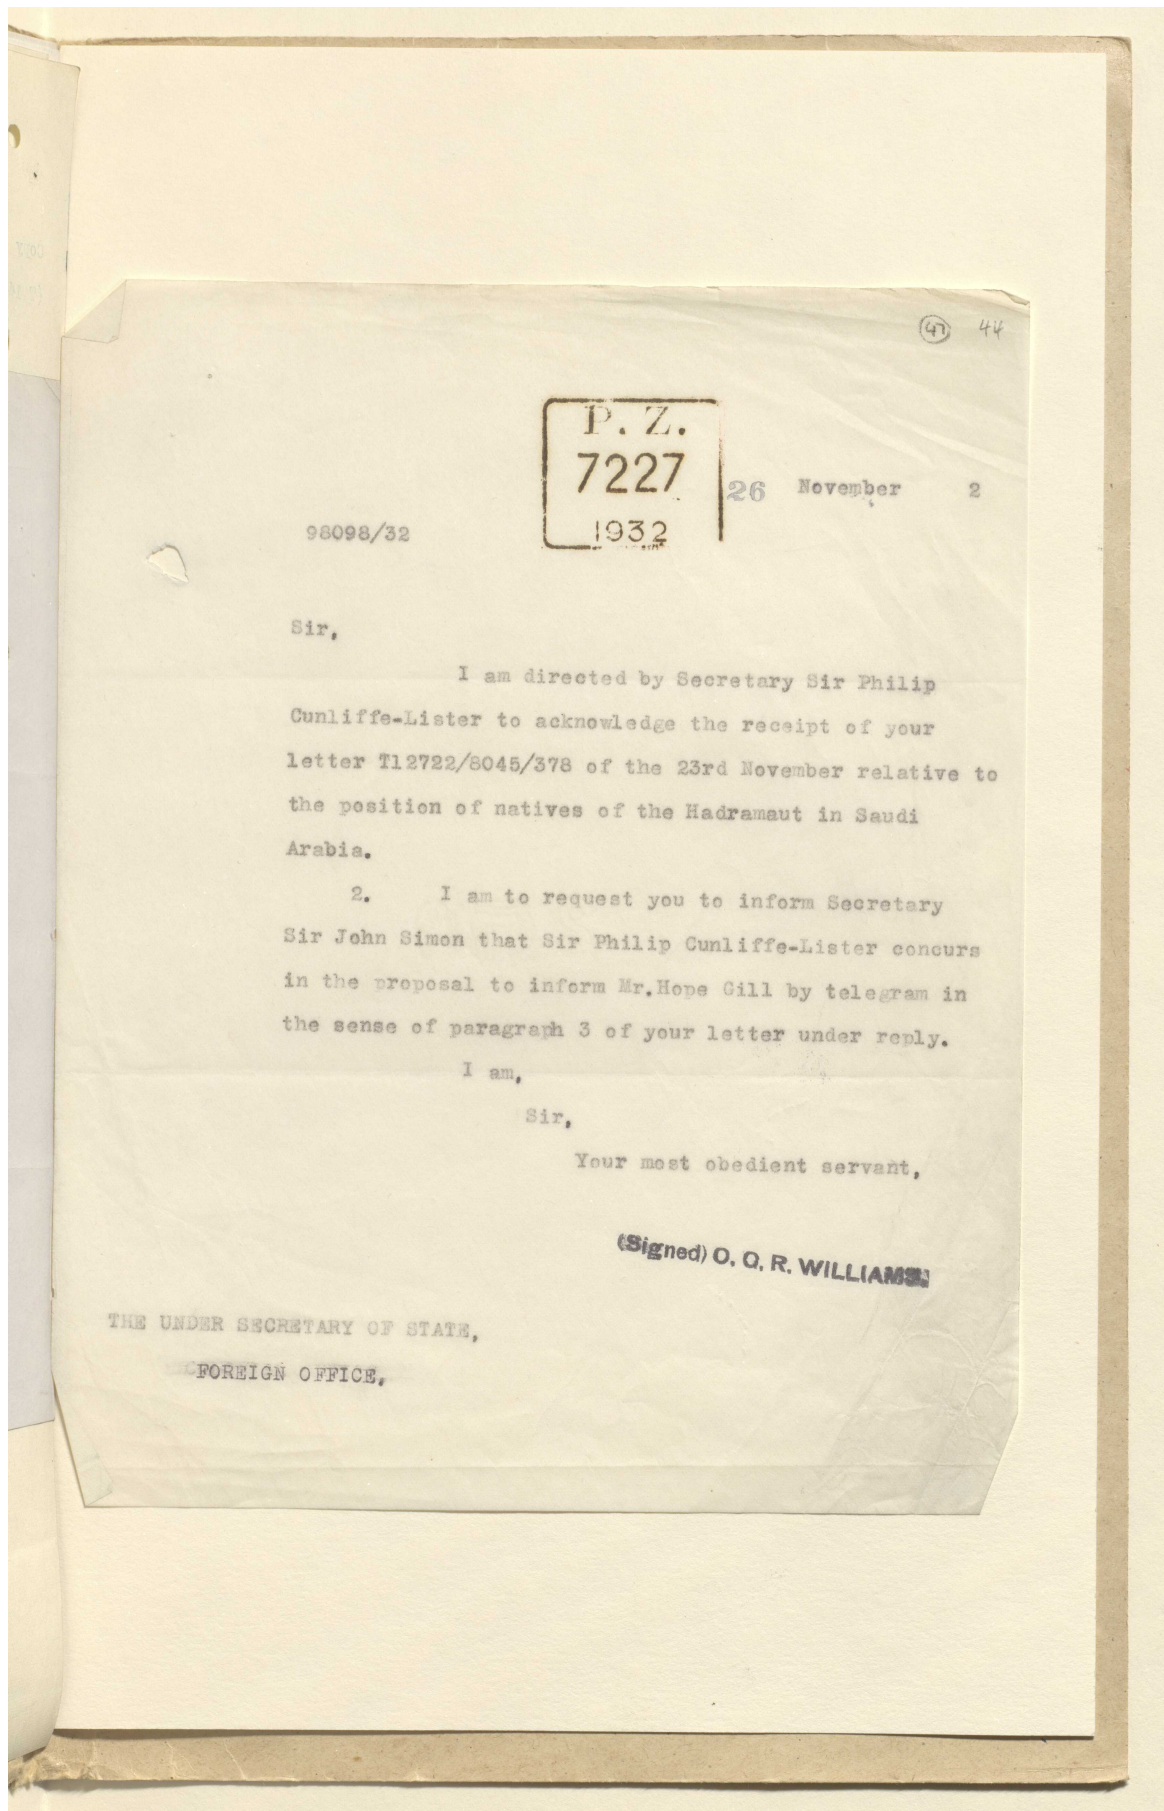 47 44
P. Z.
7227
1932
26 November 2
98098/32
Sir,
I am directed by Secretary Sir Philip
Cunliffe-Lister to acknowledge the receipt of your
letter T12722/8045/378 of the 23rd November relative to
the position of natives of the Hadramaut in Saudi
Arabia.
2. I am to request you to inform Secretary
Sir John Simon that Sir Philip Cunliffe-Lister concurs
in the proposal to inform Mr.Hope Gill by telegram in
the sense of paragraph 3 of your letter under reply.
I am,
Sir,
Your most obedient servant,
(Signed) O. G. R. WILLIAMS.
THE UNDER SECRETARY OF STATE,
FOREIGN OFFICE.